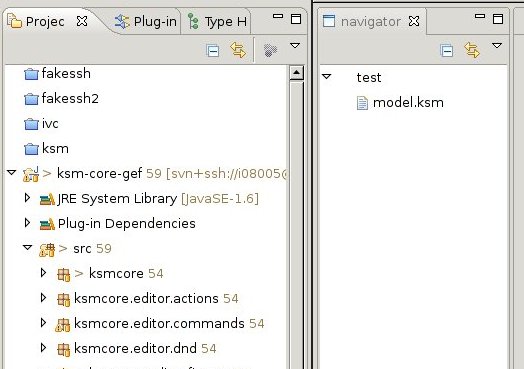 Projec
Plug-in
Type H
fakessh
fakessh2
ivc
ksm
> ksm-core-gef 59 [svn+ssh://i08005@
JRE System Library [JavaSE-1.6]
Plug-in Dependencies
> src 59
> ksmcore 54
ksmcore.editor.actions 54
ksmcore.editor.commands 54
ksmcore.editor.dnd 54
navigator
test
model.ksm